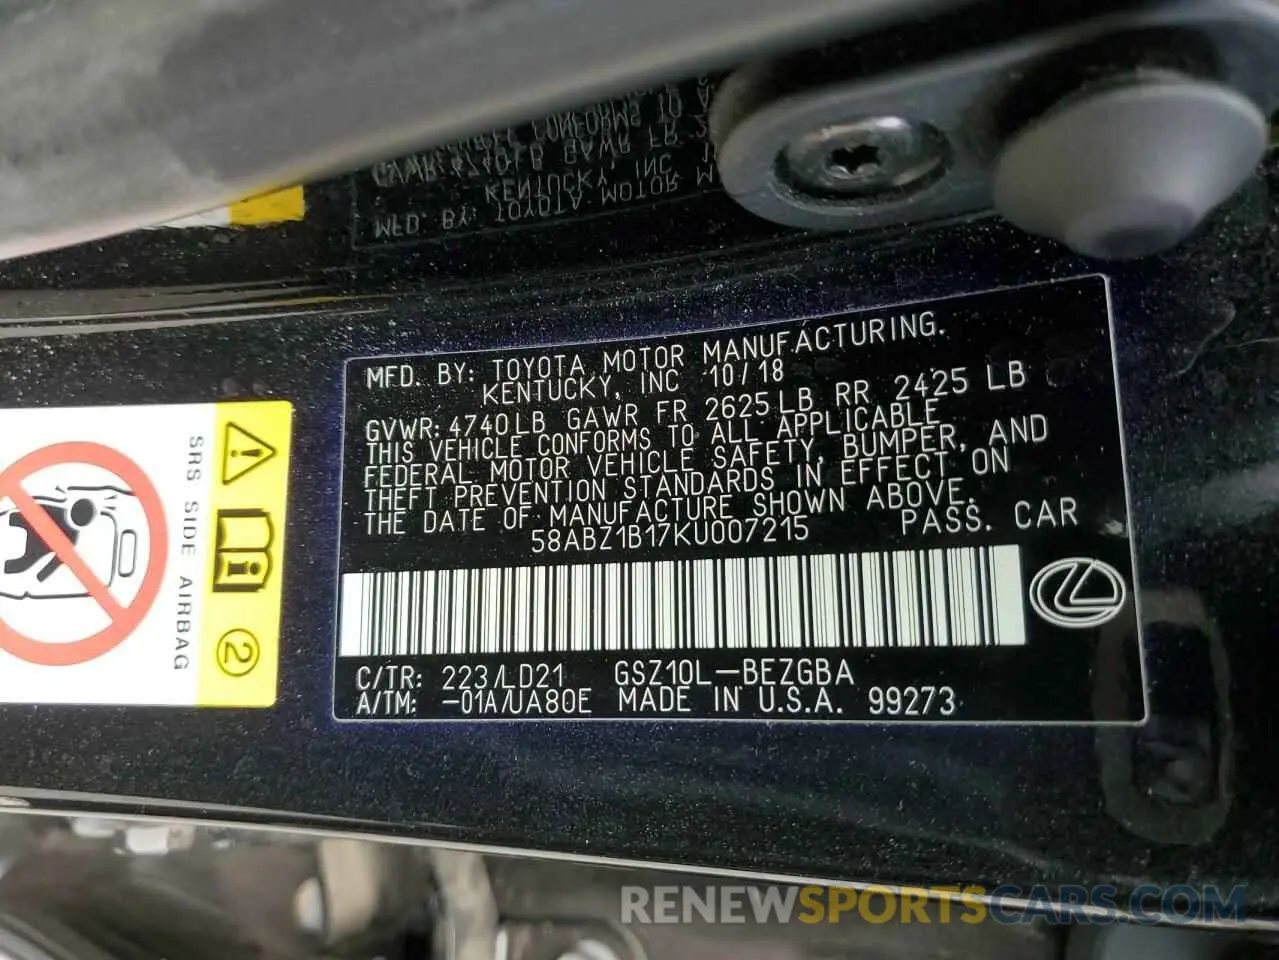 MFD. BY: TOYOTA MOTOR MANUFACTURING.
KENTUCKY, INC 10/18
GVWR: 4740LB GAWR FR 2625LB RR 2425 LB
THIS VEHICLE CONFORMS TO ALL APPLICABLE
FEDERAL MOTOR VEHICLE SAFETY, BUMPER, AND
THEFT PREVENTION STANDARDS IN EFFECT ON
THE DATE OF MANUFACTURE SHOWN ABOVE.
58ABZ1B17KU007215 PASS. CAR
C/TR: 223/LD21 GSZ10L-BEZGBA
A/TM: -01A/UA80E MADE IN U.S.A. 99273
SRS SIDE AIRBAG
2
RENEWSPORTSCARS.COM